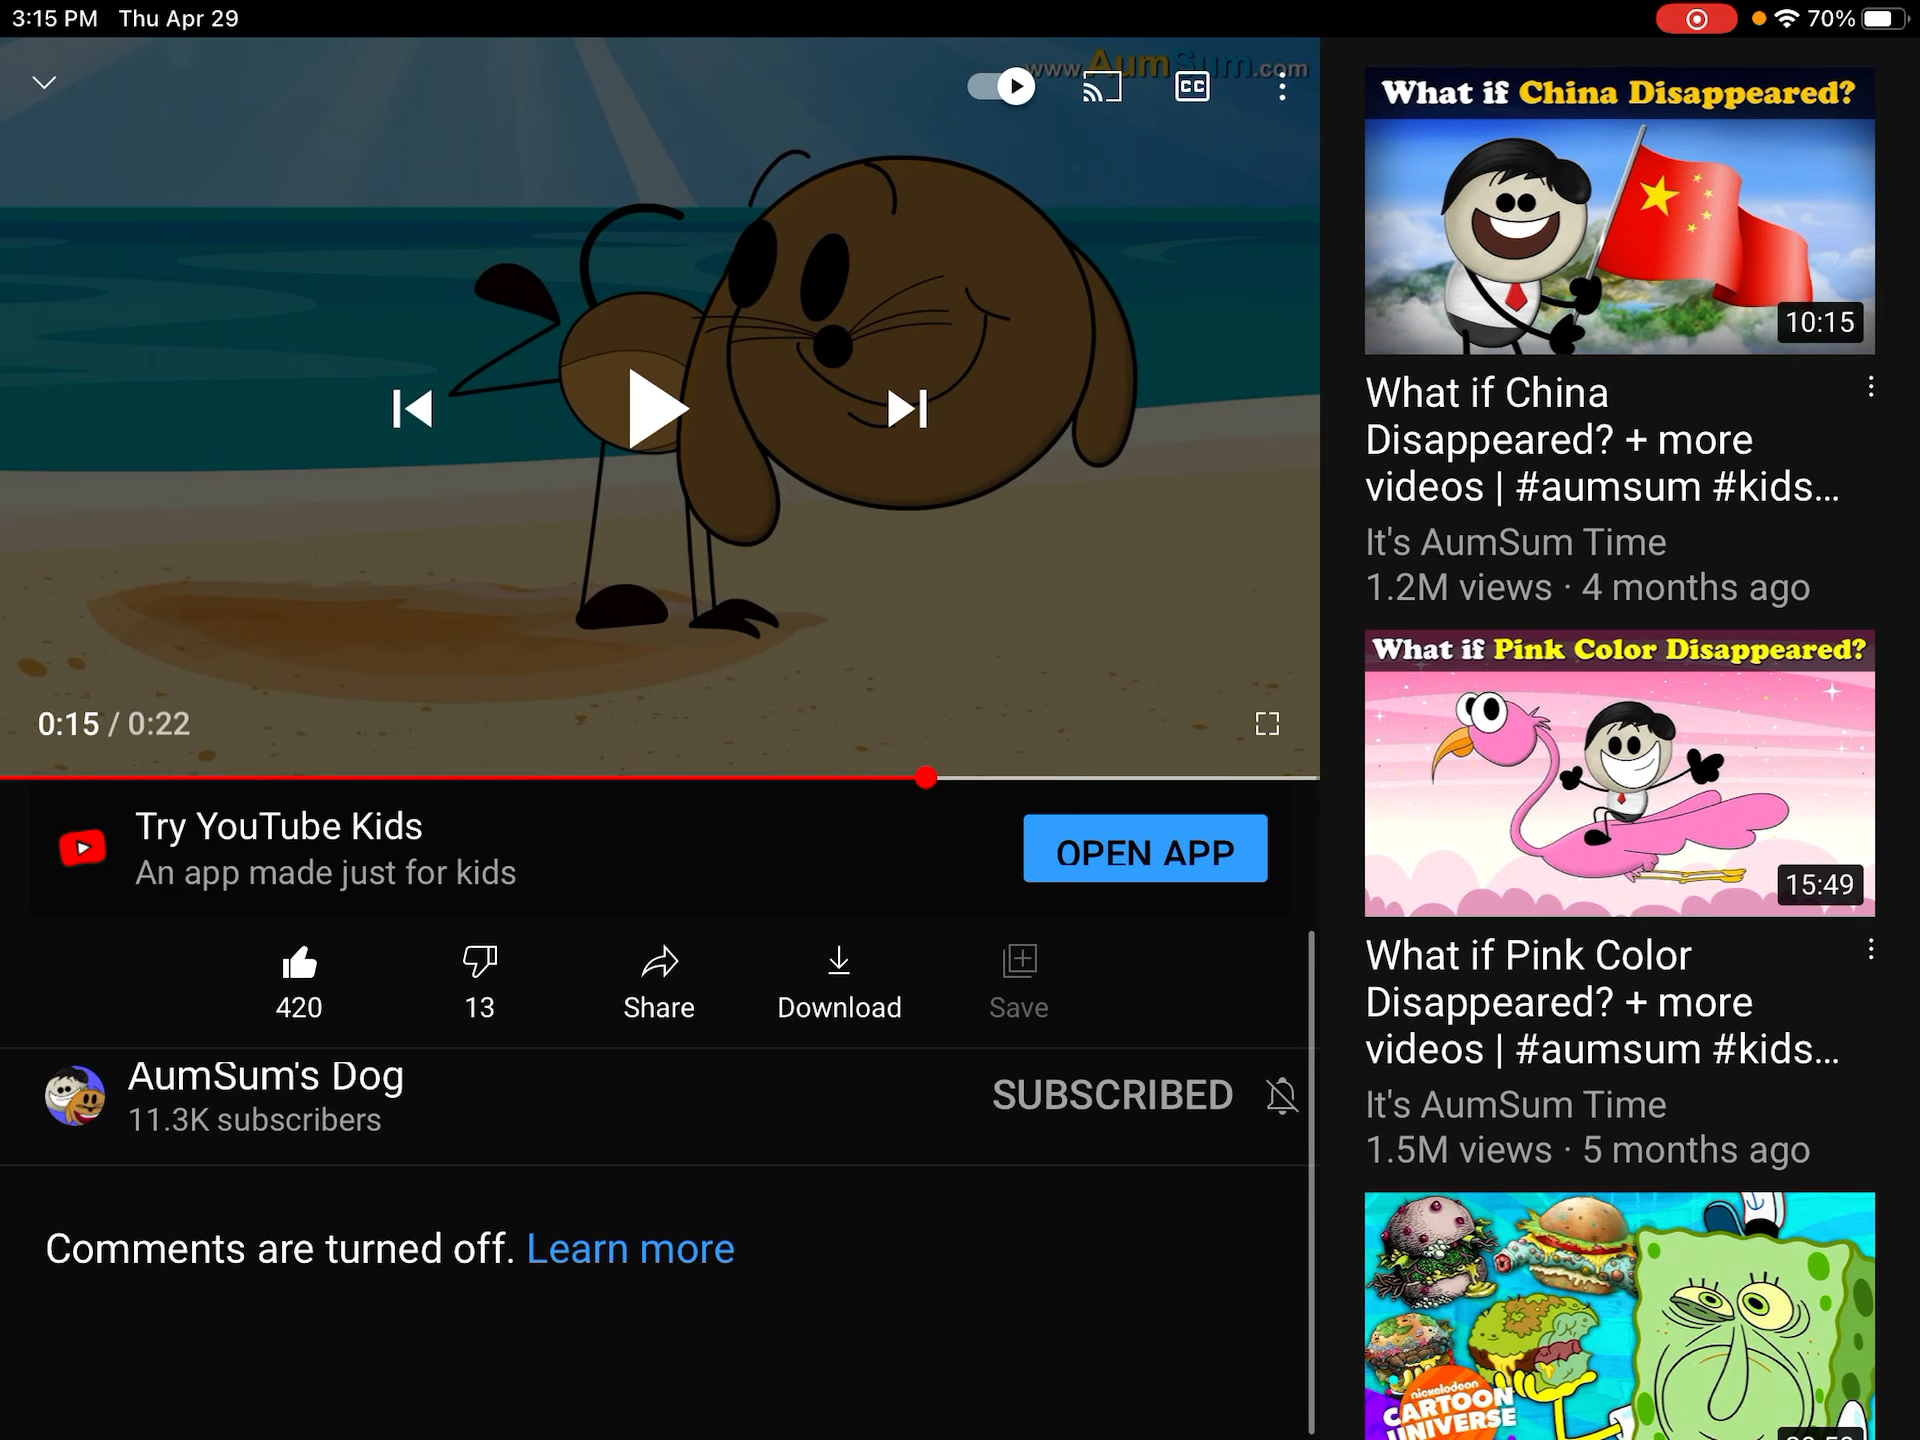 3:15 PM Thu Apr 29
70%
www.AumSum.com
CC
0:15 / 0:22
Try YouTube Kids
An app made just for kids
OPEN APP
420
13
Share
Download
Save
AumSum's Dog
11.3K subscribers
SUBSCRIBED
Comments are turned off. Learn more
What if China Disappeared?
10:15
What if China
Disappeared? + more
videos | #aumsum #kids...
It's AumSum Time
1.2M views · 4 months ago
What if Pink Color Disappeared?
15:49
What if Pink Color
Disappeared? + more
videos | #aumsum #kids...
It's AumSum Time
1.5M views · 5 months ago
nickelodeon
CARTOON
UNIVERSE